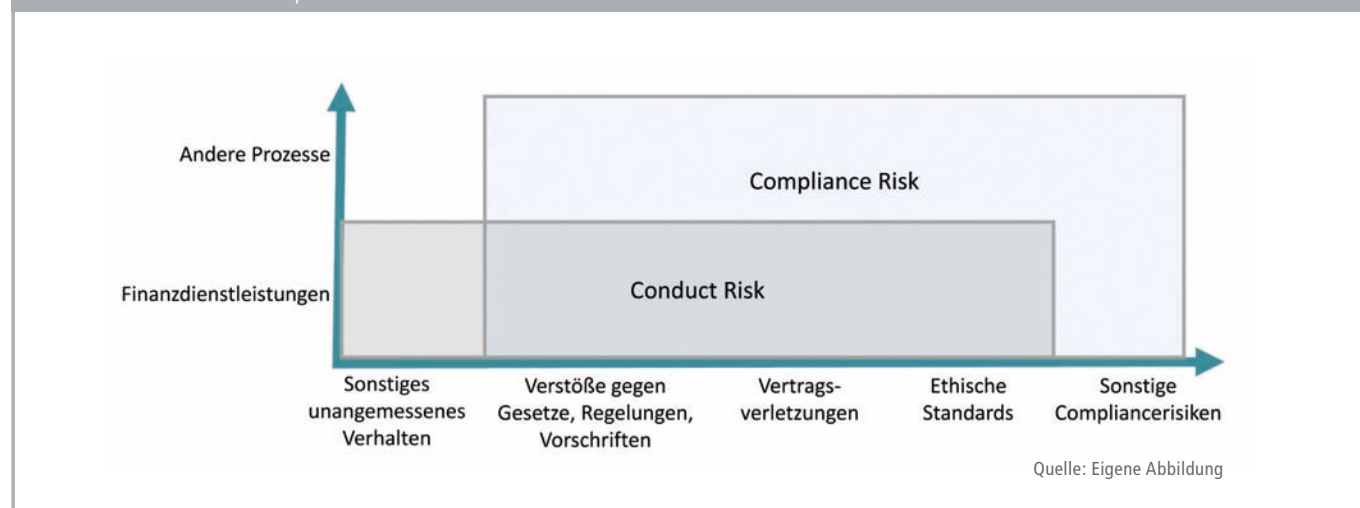 Andere Prozesse
Compliance Risk
Finanzdienstleistungen
Conduct Risk
Sonstiges
unangemessenes
Verhalten
Verstöße gegen
Gesetze, Regelungen,
Vorschriften
Vertrags-
verletzungen
Ethische
Standards
Sonstige
Compliancerisiken
Quelle: Eigene Abbildung